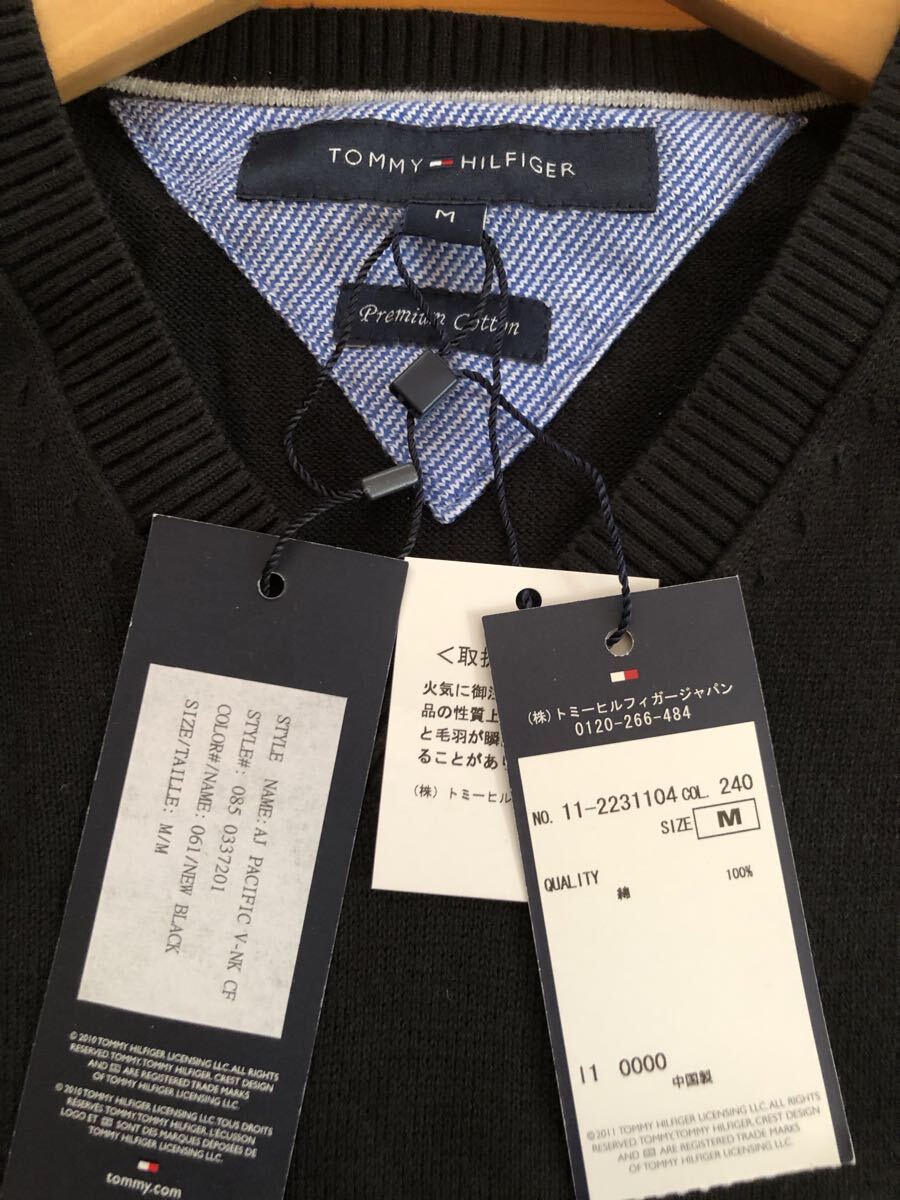 TOMMY HILFIGER
M
Premium Cotton
STYLE NAME: AJ PACIFIC V-NK CF
STYLE#: 085 0337201
COLOR#/NAME: 061/NEW BLACK
SIZE/TAILLE: M/M
© 2010 TOMMY HILFIGER LICENSING LLC. ALL RIGHTS
RESERVED. TOMMY, TOMMY HILFIGER, CREST DESIGN
AND ARE REGISTERED TRADE MARKS
OF TOMMY HILFIGER LICENSING LLC.
© 2010 TOMMY HILFIGER LICENSING LLC. TOUS DROITS
RÉSERVÉS. TOMMY, TOMMY HILFIGER, L'ÉCUSSON
LOGO ET SONT DES MARQUES DÉPOSÉES DE
TOMMY HILFIGER LICENSING LLC.
tommy.com
<取扱
火気に御注
品の性質上
と毛羽が瞬
ることがあり
(株) トミーヒル
(株) トミーヒルフィガージャパン
0120-266-484
NO. 11-2231104 COL. 240
SIZE M
QUALITY
綿 100%
11 0000 中国製
©2011 TOMMY HILFIGER LICENSING LLC. ALL RIGHTS
RESERVED. TOMMY, TOMMY HILFIGER, CREST DESIGN
AND ARE REGISTERED TRADE MARKS
OF TOMMY HILFIGER LICENSING LLC.